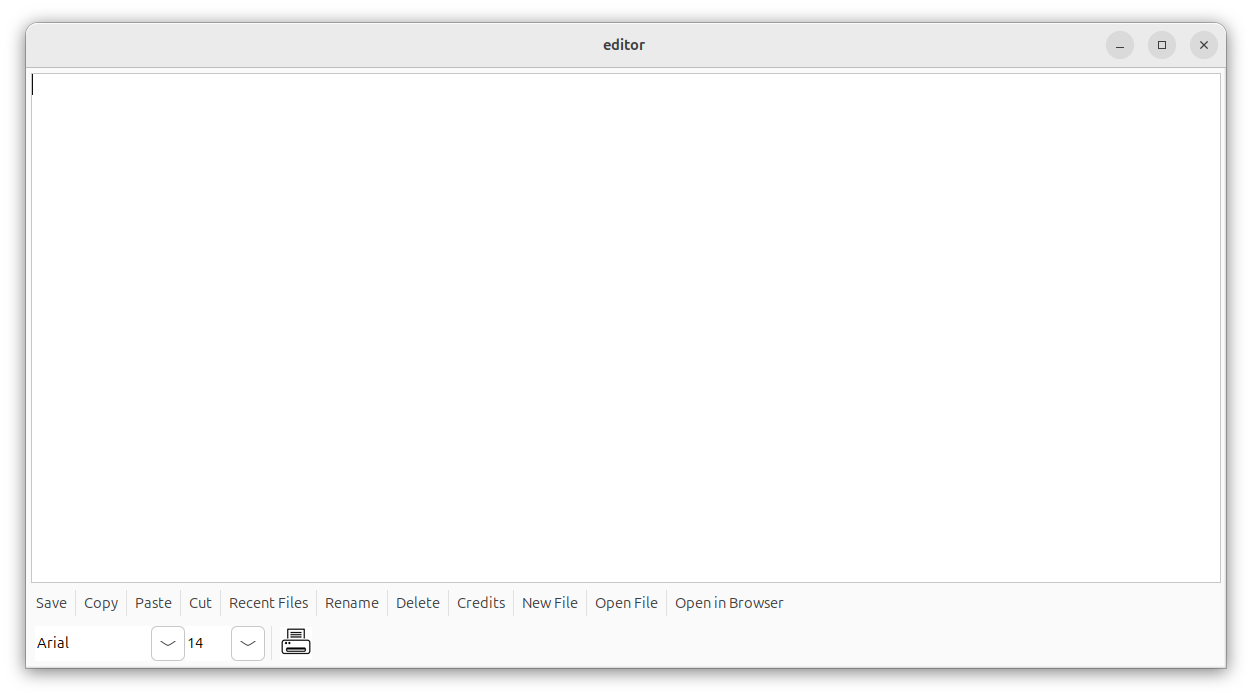 editor
Save Copy Paste Cut Recent Files Rename Delete Credits New File Open File Open in Browser
Arial 14